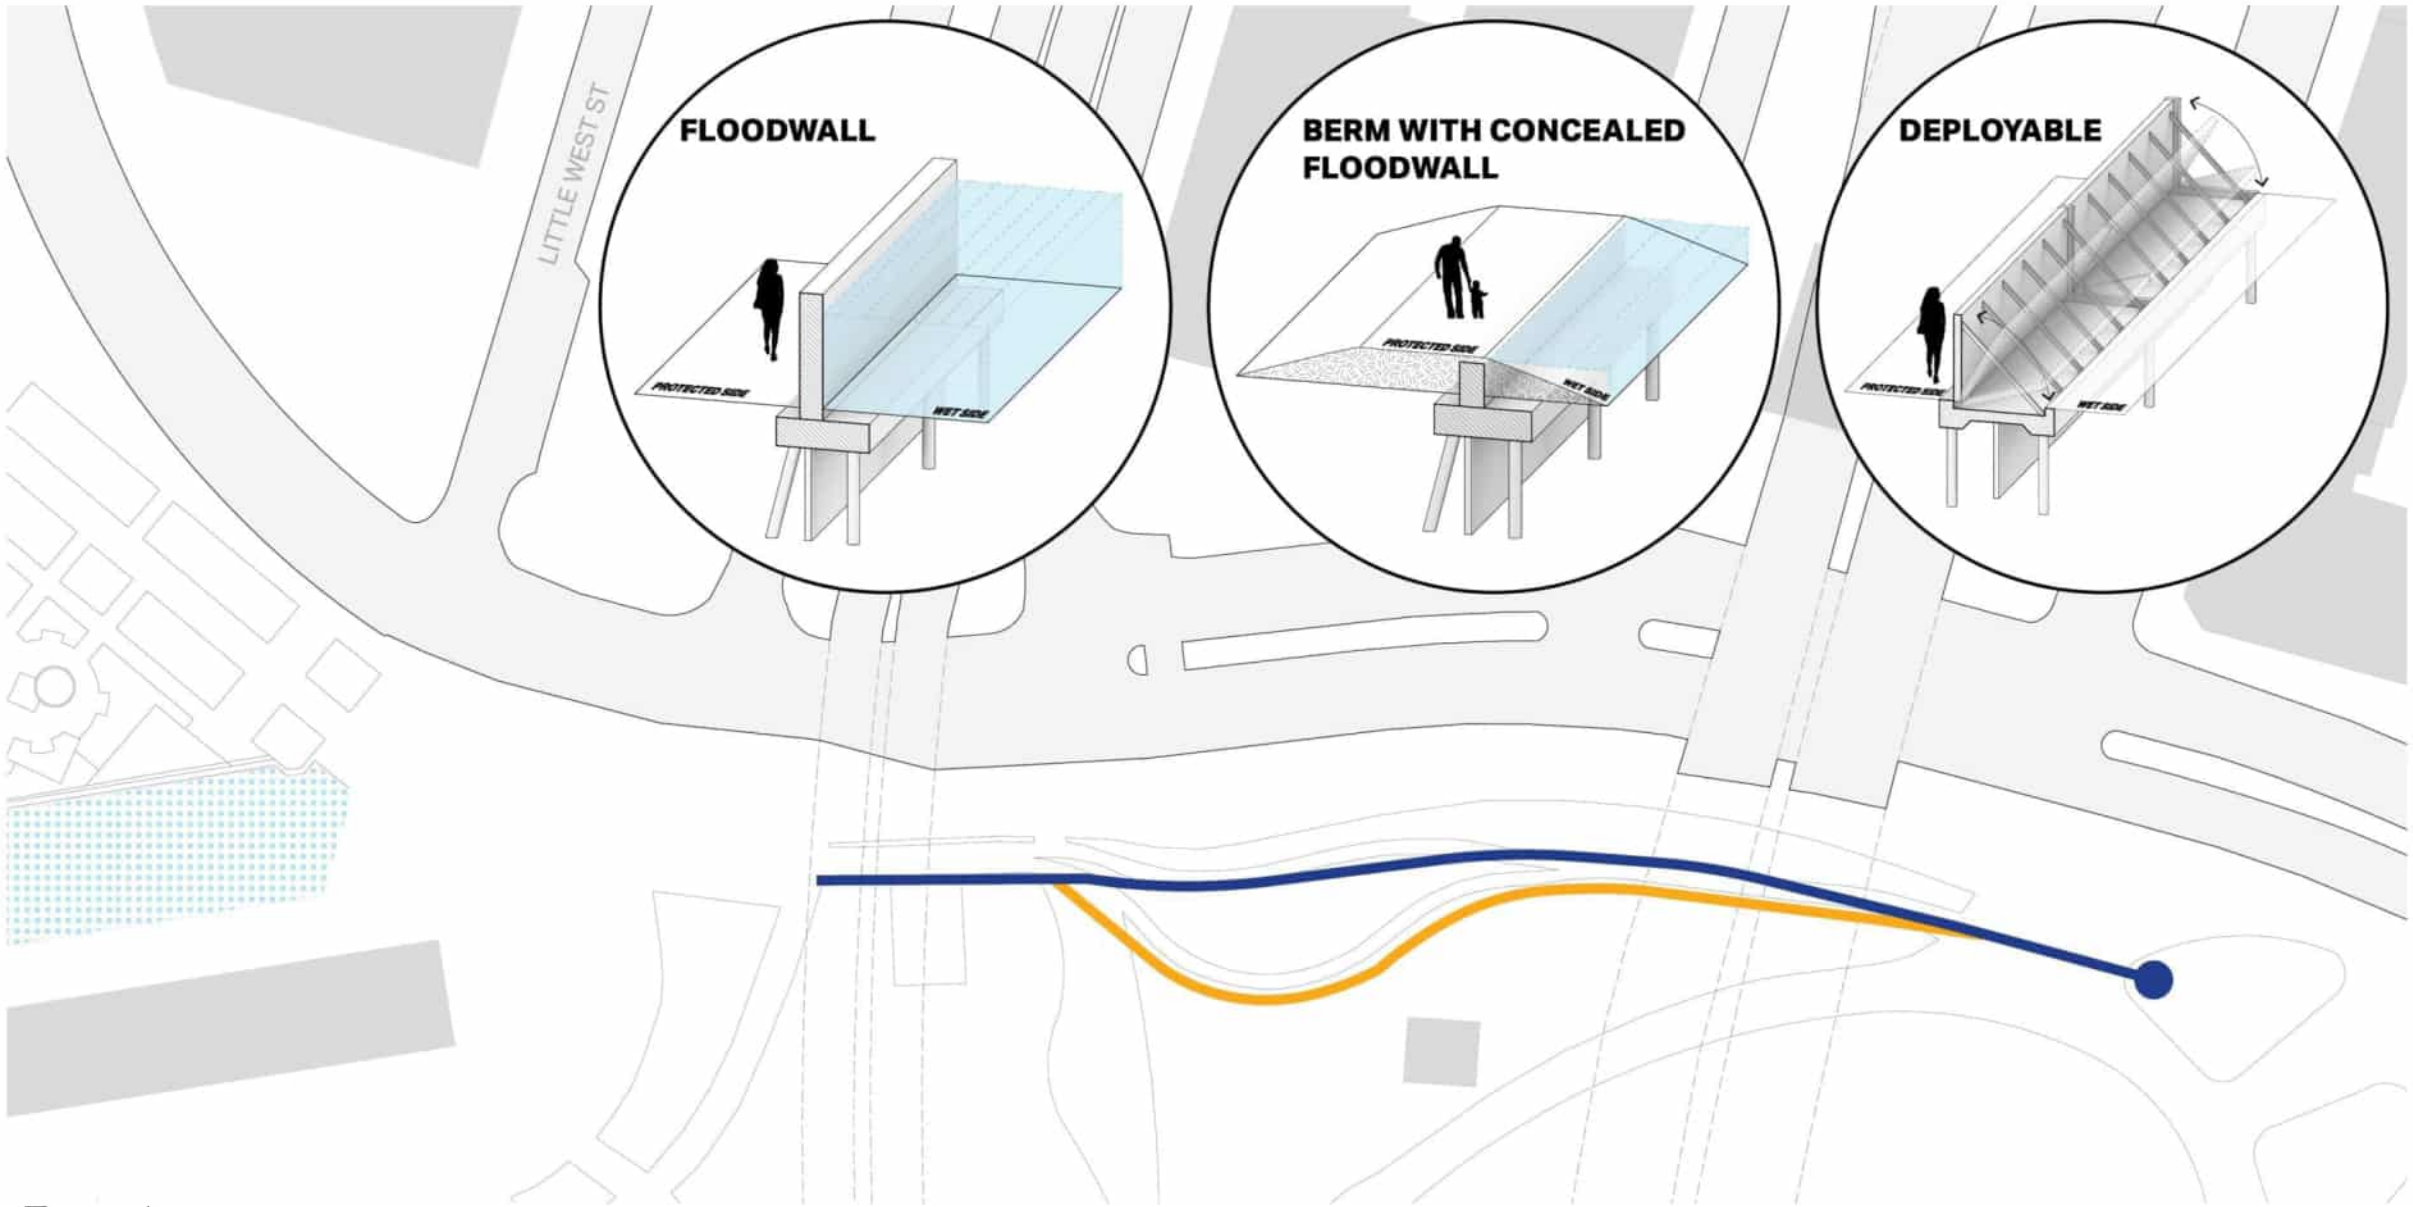 LITTLE WEST ST
FLOODWALL
PROTECTED SIDE
WET SIDE
BERM WITH CONCEALED
FLOODWALL
PROTECTED SIDE
WET SIDE
DEPLOYABLE
PROTECTED SIDE
WET SIDE